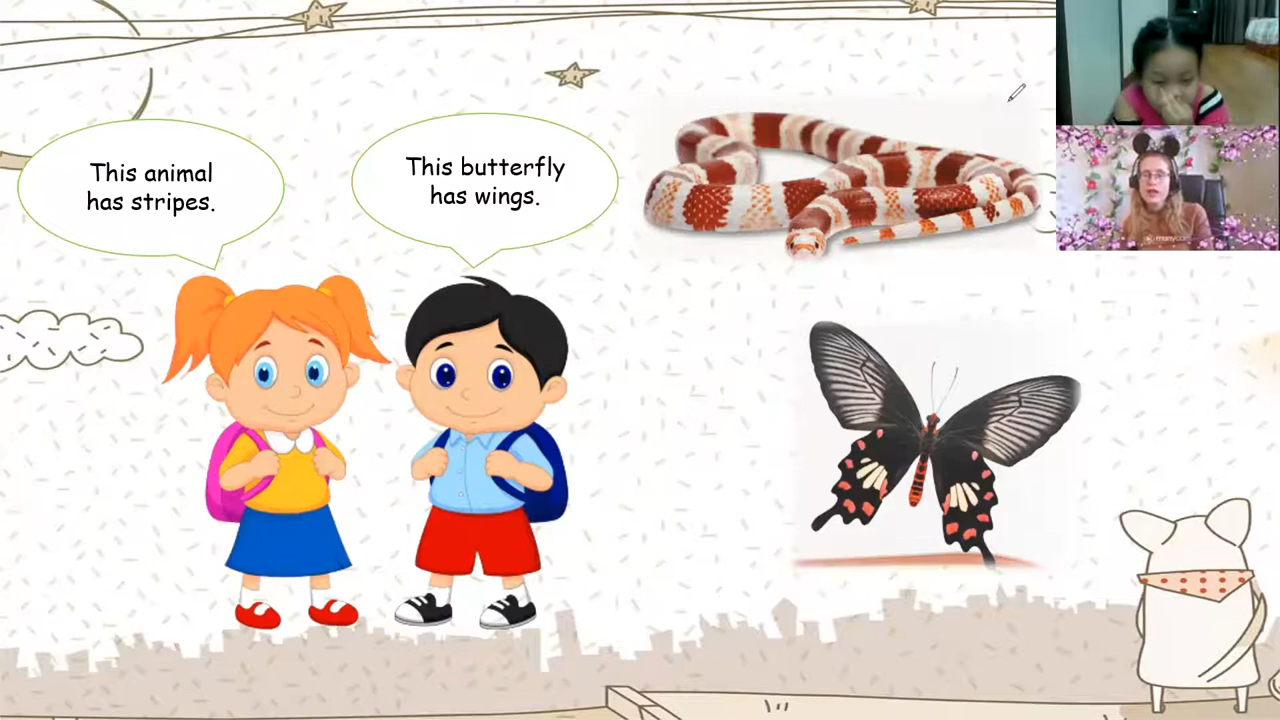 This animal
has stripes.
This butterfly
has wings.